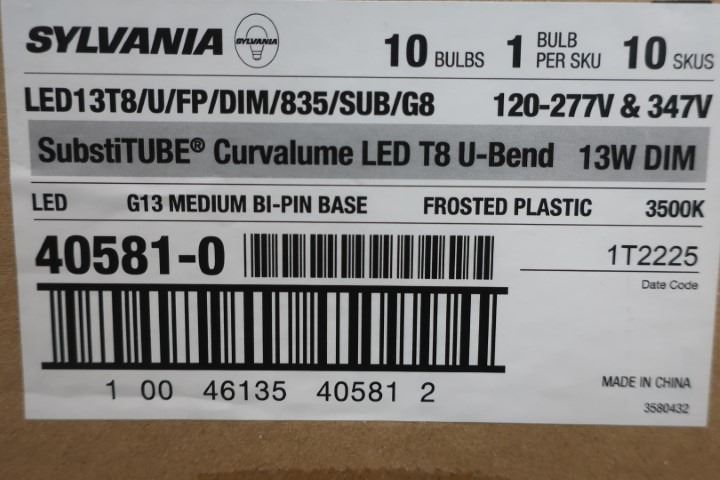 SYLVANIA SYLVANIA 10 BULBS 1 BULB PER SKU 10 SKUS
LED13T8/U/FP/DIM/835/SUB/G8 120-277V & 347V
SubstiTUBE® Curvalume LED T8 U-Bend 13W DIM
LED G13 MEDIUM BI-PIN BASE FROSTED PLASTIC 3500K
40581-0 1T2225
Date Code
1 00 46135 40581 2
MADE IN CHINA
3580432